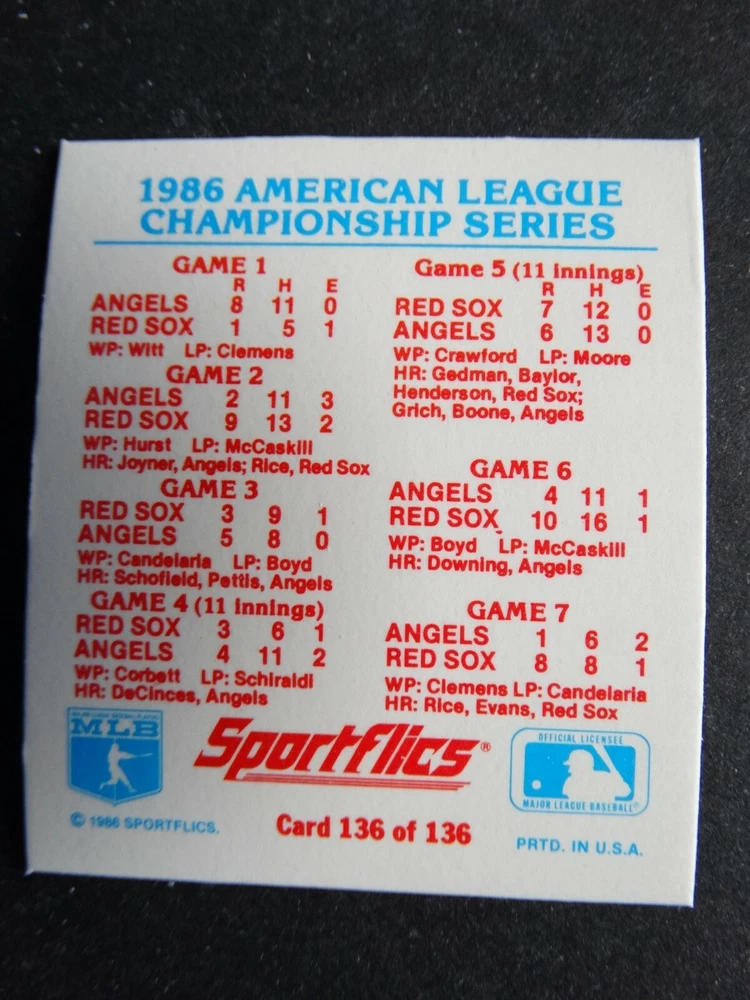 1986 AMERICAN LEAGUE
CHAMPIONSHIP SERIES
GAME 1
R H E
ANGELS 8 11 0
RED SOX 1 5 1
WP: Witt LP: Clemens
GAME 2
ANGELS 2 11 3
RED SOX 9 13 2
WP: Hurst LP: McCaskill
HR: Joyner, Angels; Rice, Red Sox
GAME 3
RED SOX 3 9 1
ANGELS 5 8 0
WP: Candelaria LP: Boyd
HR: Schofield, Pettis, Angels
GAME 4 (11 innings)
RED SOX 3 6 1
ANGELS 4 11 2
WP: Corbett LP: Schiraldi
HR: DeCinces, Angels
Game 5 (11 innings)
R H E
RED SOX 7 12 0
ANGELS 6 13 0
WP: Crawford LP: Moore
HR: Gedman, Baylor,
Henderson, Red Sox;
Grich, Boone, Angels
GAME 6
ANGELS 4 11 1
RED SOX 10 16 1
WP: Boyd LP: McCaskill
HR: Downing, Angels
GAME 7
ANGELS 1 6 2
RED SOX 8 8 1
WP: Clemens LP: Candelaria
HR: Rice, Evans, Red Sox
MLB
Sportflics®
OFFICIAL LICENSEE
MAJOR LEAGUE BASEBALL®
© 1986 SPORTFLICS.
Card 136 of 136
PRTD. IN U.S.A.